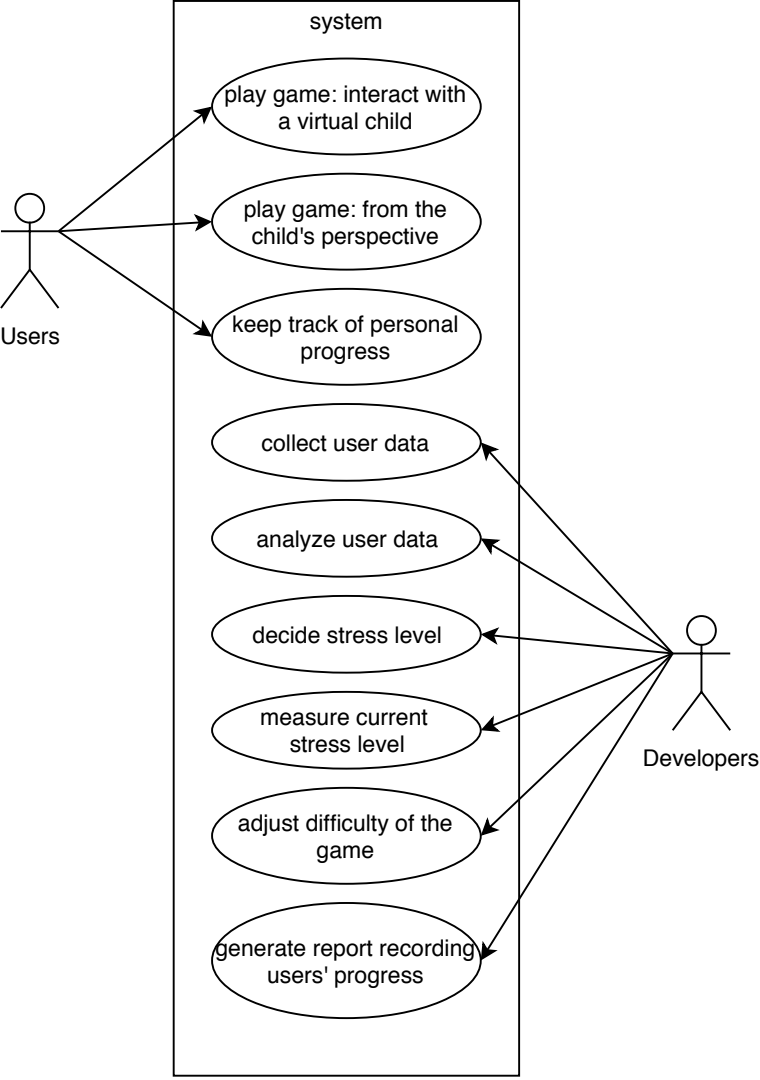 system
play game: interact with
a virtual child
play game: from the
child's perspective
Users
keep track of personal
progress
collect user data
analyze user data
decide stress level
measure current
stress level
Developers
adjust difficulty of the
game
generate report recording
users' progress